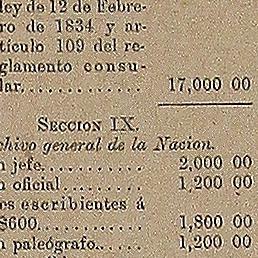 ley de 12 de Febre-
ro de 1834 y ar-
tículo 109 del re-
glamento consu-
lar............ 17,000 00
SECCION IX.
chivo general de la Nacion.
n jefe........... 2,000 00
n oficial......... 1,200 00
es escribientes á
$600........... 1,800 00
n paleógrafo...... 1,200 00